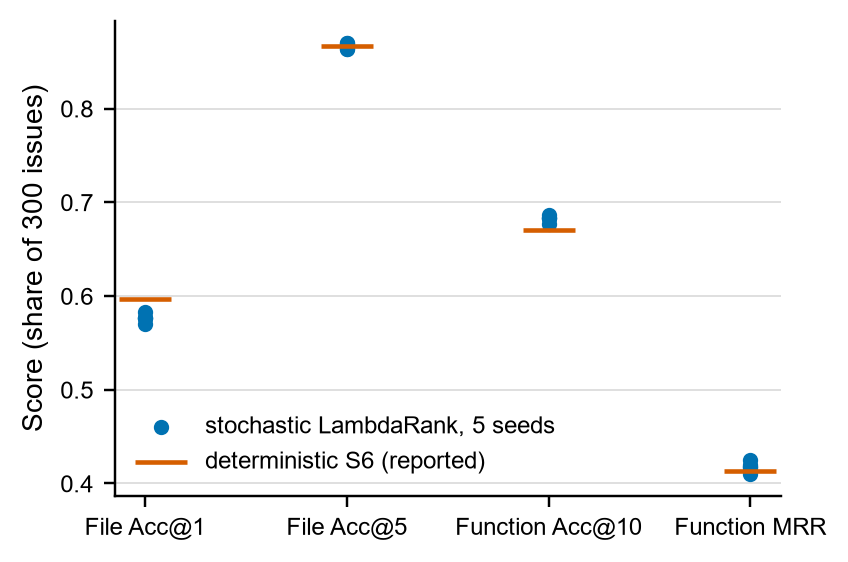 Score (share of 300 issues)
0.8
0.7
0.6
0.5
0.4
stochastic LambdaRank, 5 seeds
deterministic S6 (reported)
File Acc@1
File Acc@5
Function Acc@10
Function MRR